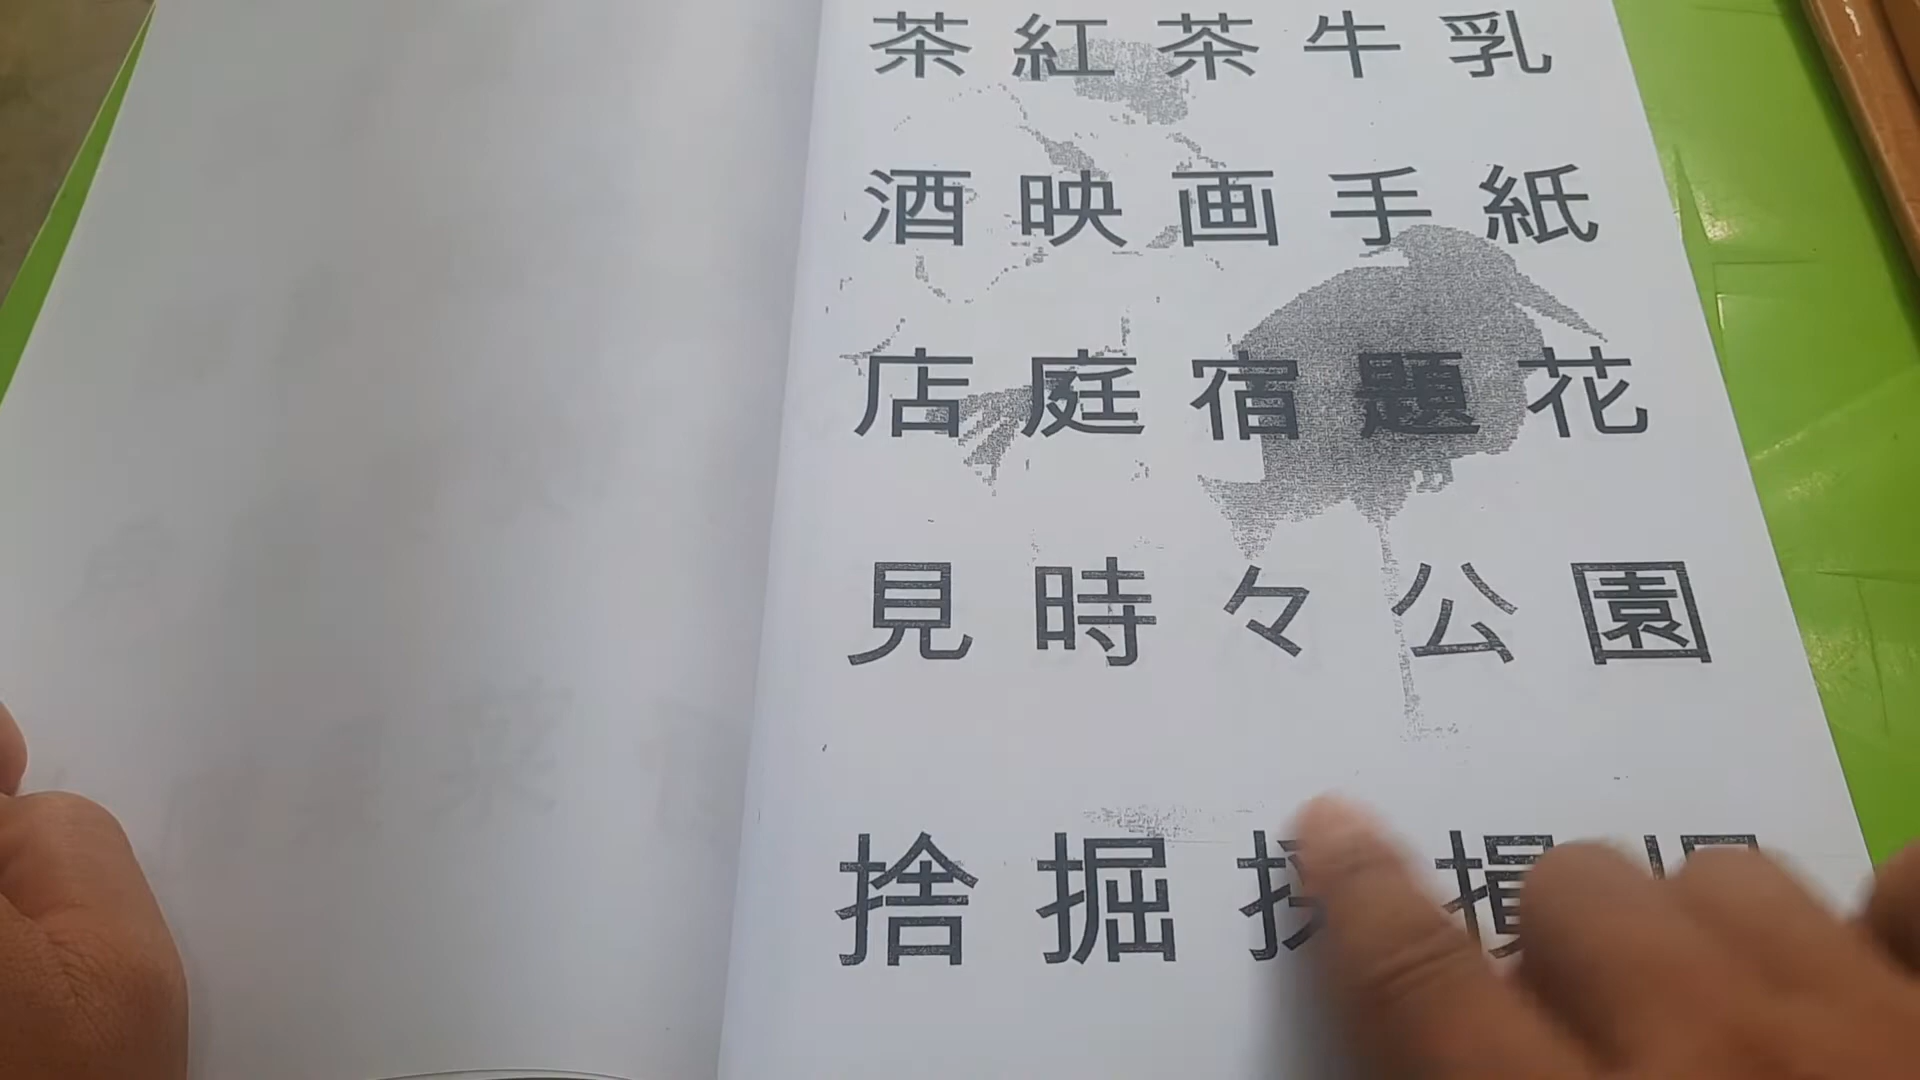 茶 紅 茶 牛 乳
酒 映 画 手 紙
店 庭 宿 題 花
見 時 々 公 園
捨 掘